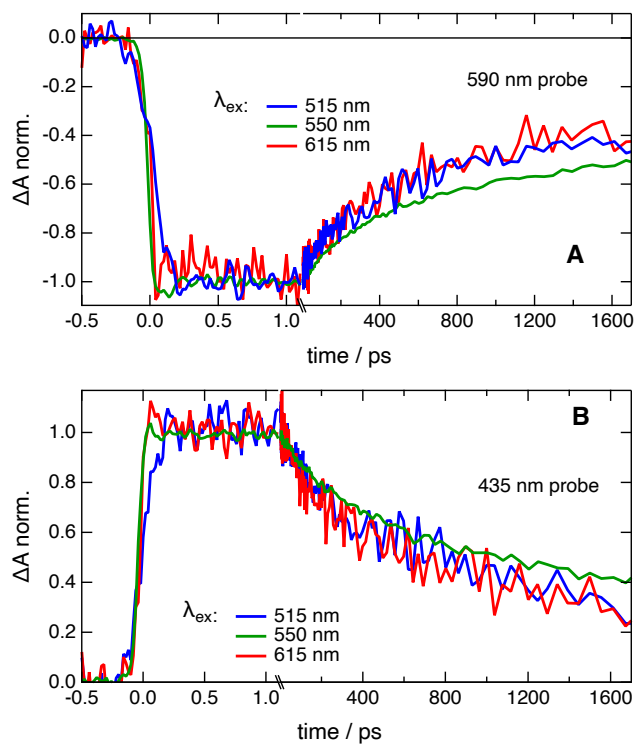 0.0
-0.2
-0.4
-0.6
-0.8
-1.0
ΔA norm.
590 nm probe
λex:
515 nm
550 nm
615 nm
A
-0.5 0.0 0.5 1.0 400 800 1200 1600
time / ps
1.0
0.8
0.6
0.4
0.2
0.0
ΔA norm.
B
435 nm probe
λex:
515 nm
550 nm
615 nm
-0.5 0.0 0.5 1.0 400 800 1200 1600
time / ps